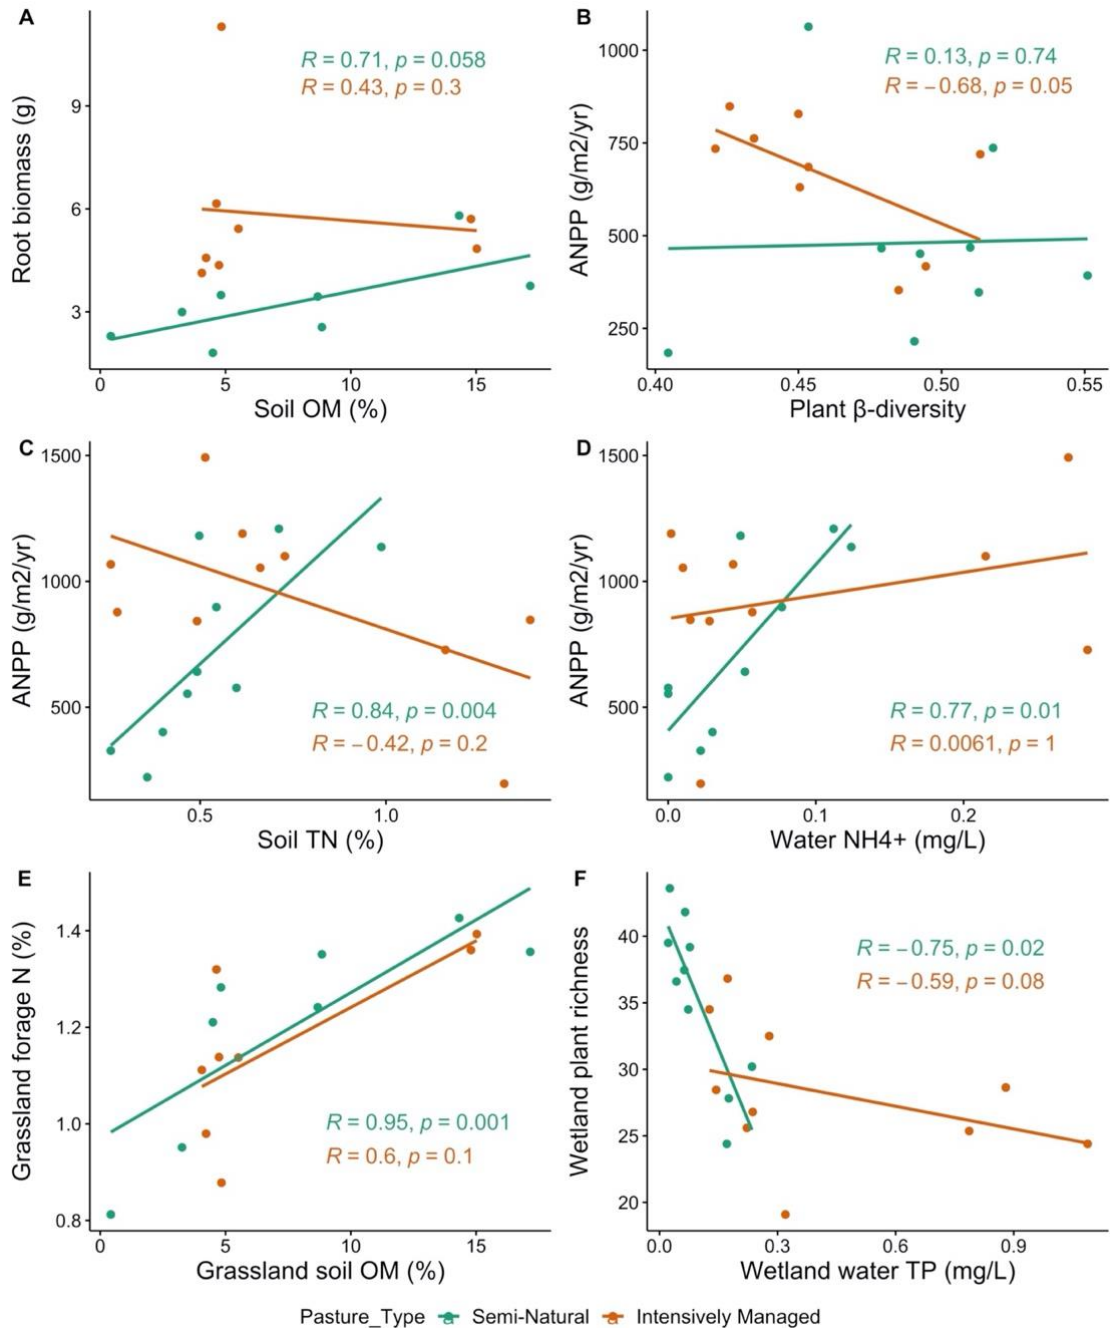 A
R = 0.71, p = 0.058
R = 0.43, p = 0.3
Root biomass (g)
9
6
3
0
5
10
15
Soil OM (%)
B
R = 0.13, p = 0.74
R = −0.68, p = 0.05
ANPP (g/m2/yr)
1000
750
500
250
0.40
0.45
0.50
0.55
Plant β-diversity
C
1500
1000
500
ANPP (g/m2/yr)
R = 0.84, p = 0.004
R = −0.42, p = 0.2
0.5
1.0
Soil TN (%)
D
1500
1000
500
ANPP (g/m2/yr)
R = 0.77, p = 0.01
R = 0.0061, p = 1
0.0
0.1
0.2
Water NH4+ (mg/L)
E
Grassland forage N (%)
1.4
1.2
1.0
0.8
R = 0.95, p = 0.001
R = 0.6, p = 0.1
0
5
10
15
Grassland soil OM (%)
F
Wetland plant richness
40
35
30
25
20
R = −0.75, p = 0.02
R = −0.59, p = 0.08
0.0
0.3
0.6
0.9
Wetland water TP (mg/L)
Pasture_Type a Semi-Natural a Intensively Managed